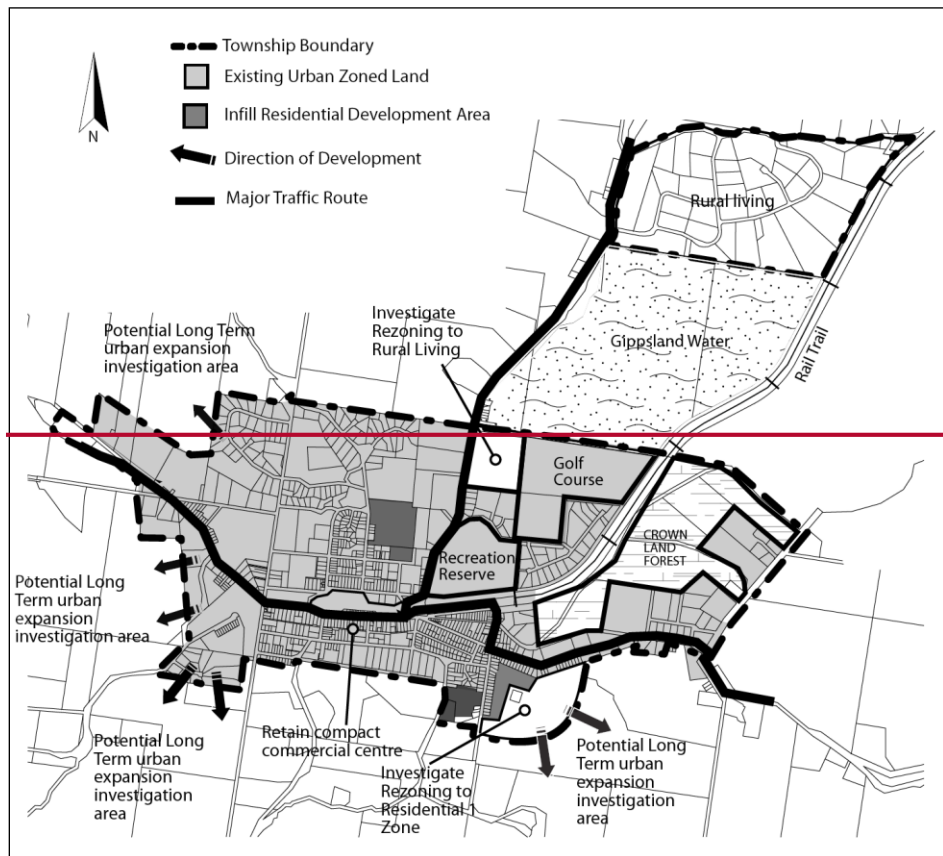 Township Boundary
Existing Urban Zoned Land
Infill Residential Development Area
Direction of Development
Major Traffic Route
N
Rural living
Gippsland Water
Rail Trail
Investigate
Rezoning to
Rural Living
Potential Long Term
urban expansion
investigation area
Golf
Course
CROWN
LAND
FOREST
Recreation
Reserve
Potential Long
Term urban
expansion
investigation area
Retain compact
commercial centre
Potential Long
Term urban
expansion
investigation
area
Investigate
Rezoning to
Residential 1
Zone
Potential Long
Term urban
expansion
investigation
area